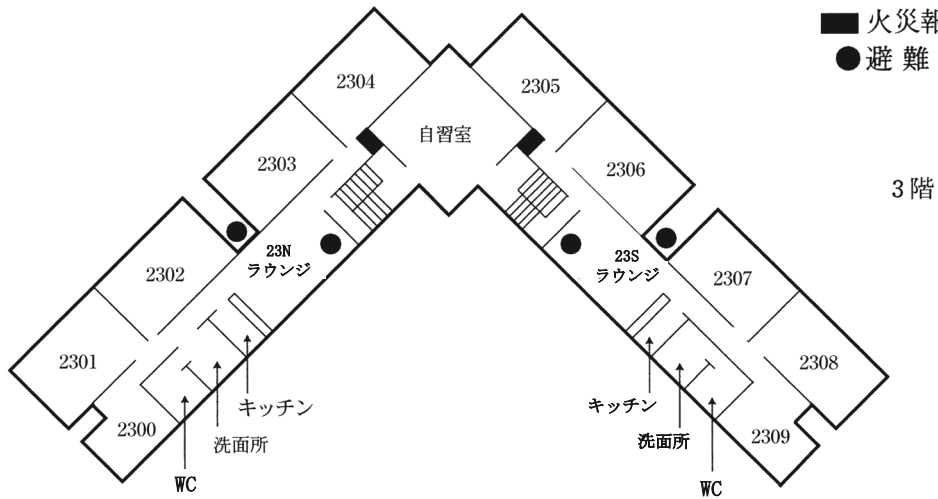 火災報
避難
3階
2304
2305
自習室
2303
2306
23N
ラウンジ
23S
ラウンジ
2302
2307
2301
2308
キッチン
キッチン
2300
2309
洗面所
洗面所
WC
WC